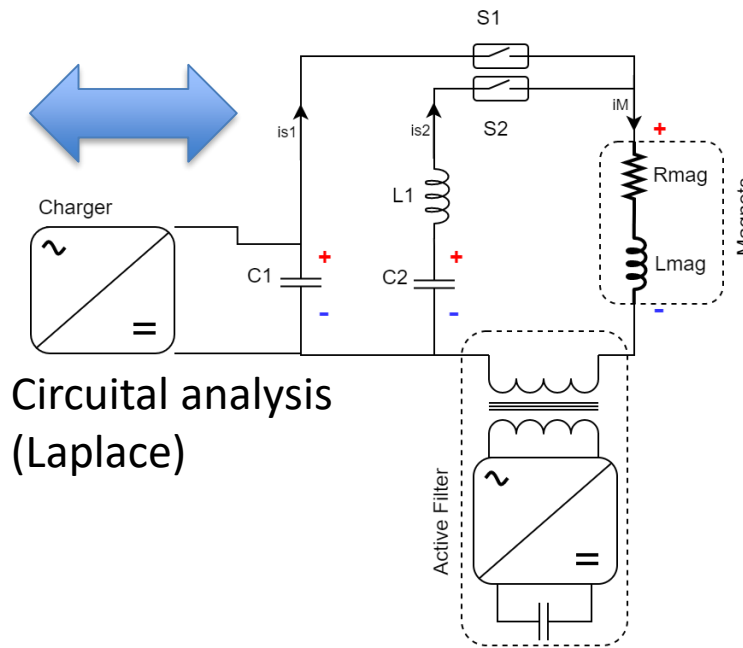 S1
is1
is2
S2
iM
+
Rmag
L1
Charger
Lmag
Magnets
C1
+
-
C2
+
-
-
Circuital analysis
(Laplace)
Active Filter